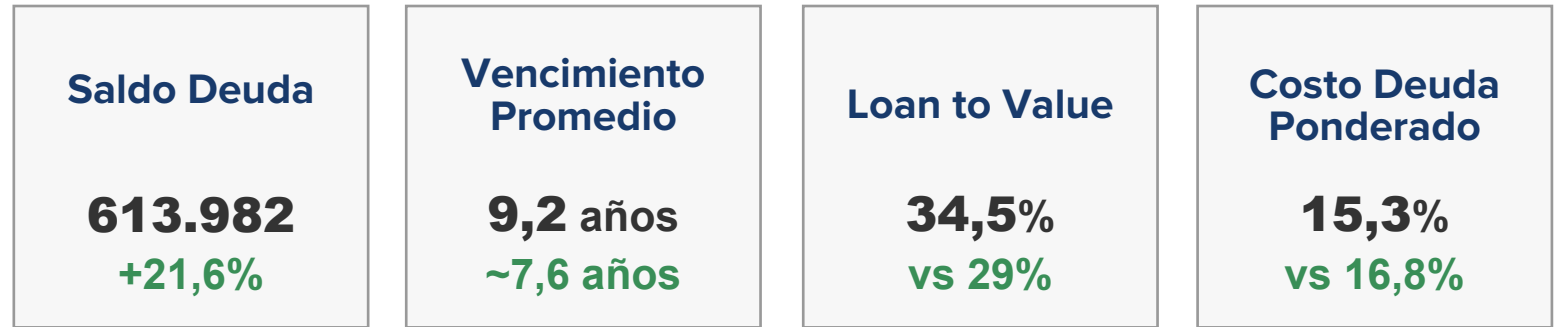 Saldo Deuda
613.982
+21,6%
Vencimiento
Promedio
9,2 años
~7,6 años
Loan to Value
34,5%
vs 29%
Costo Deuda
Ponderado
15,3%
vs 16,8%